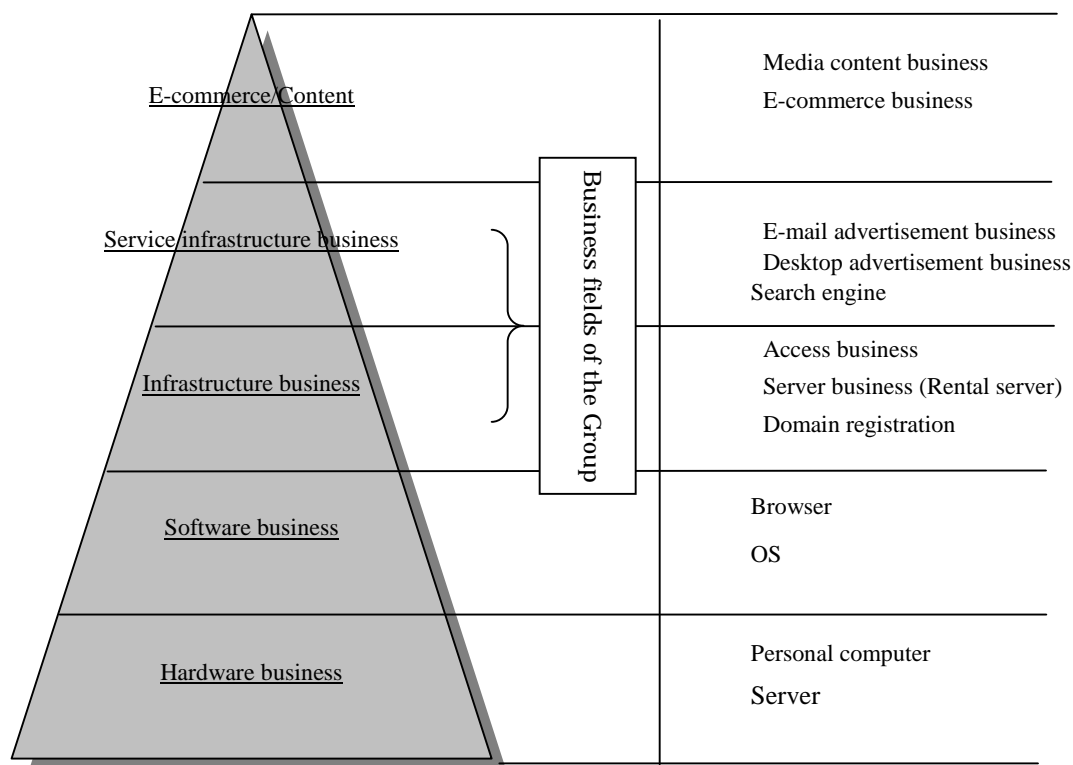 E-commerce/Content
Media content business
E-commerce business
Business fields of the Group
Service infrastructure business
E-mail advertisement business
Desktop advertisement business
Search engine
Infrastructure business
Access business
Server business (Rental server)
Domain registration
Software business
Browser
OS
Hardware business
Personal computer
Server